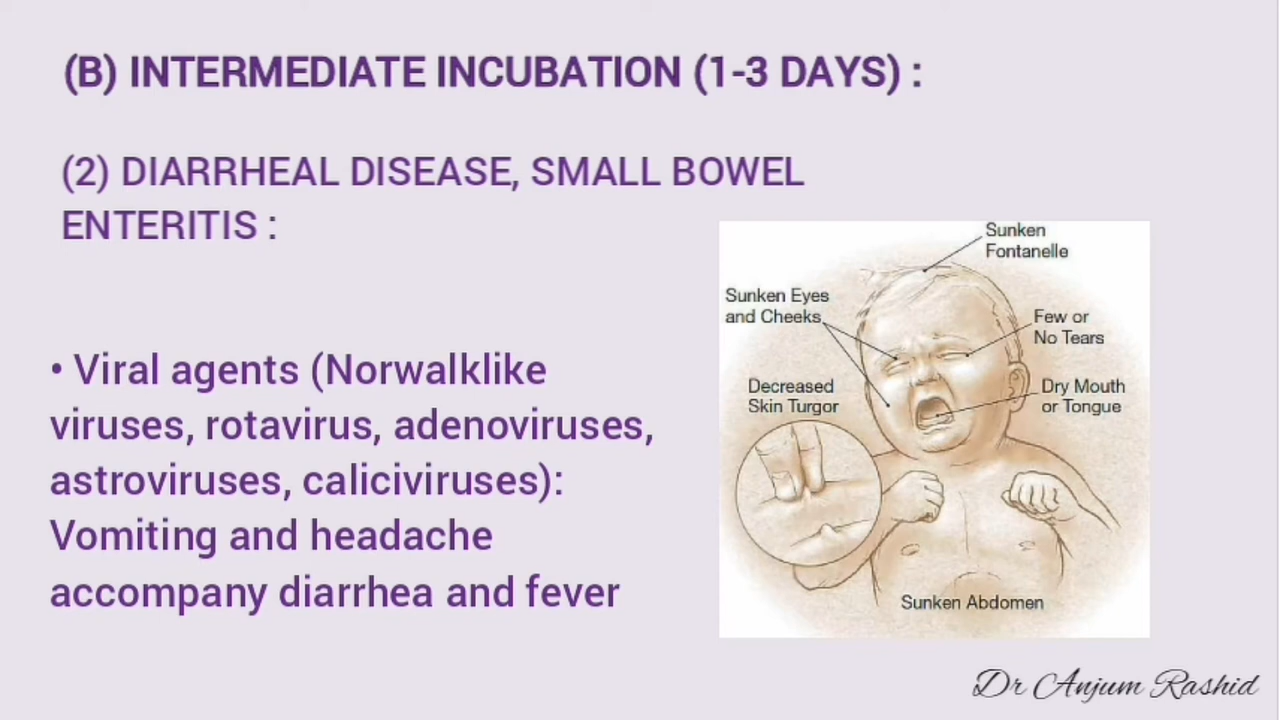 (B) INTERMEDIATE INCUBATION (1-3 DAYS) :
(2) DIARRHEAL DISEASE, SMALL BOWEL
ENTERITIS :
• Viral agents (Norwalklike
viruses, rotavirus, adenoviruses,
astroviruses, caliciviruses):
Vomiting and headache
accompany diarrhea and fever
Sunken
Fontanelle
Sunken Eyes
and Cheeks
Few or
No Tears
Decreased
Skin Turgor
Dry Mouth
or Tongue
Sunken Abdomen
Dr Anjum Rashid